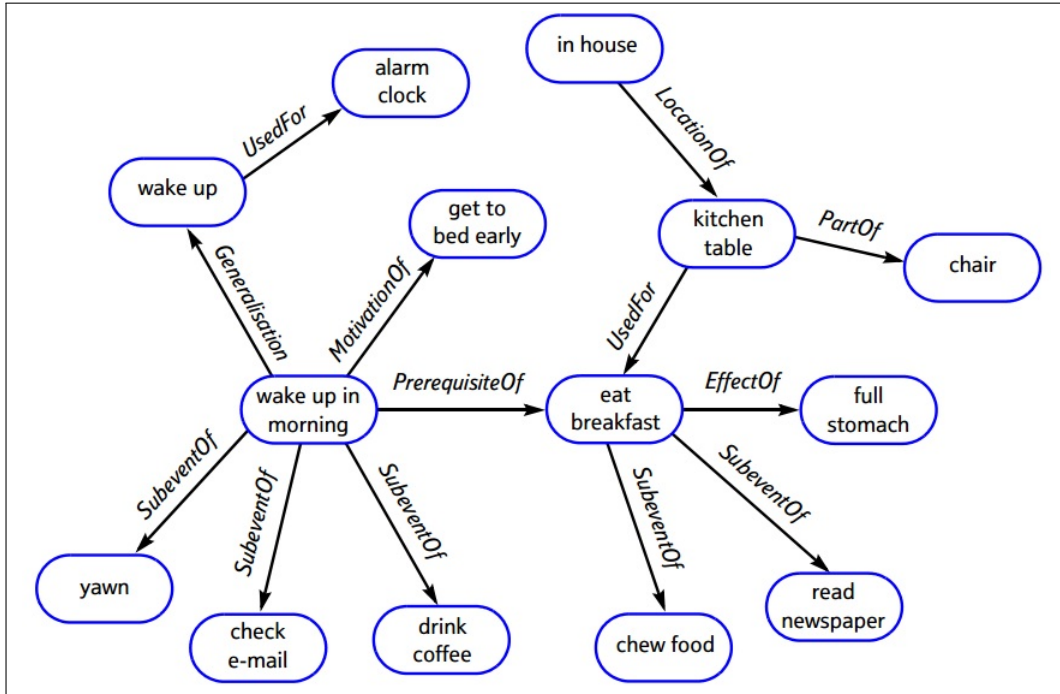 in house
alarm
clock
UsedFor
LocationOf
wake up
get to
bed early
kitchen
table
PartOf
chair
Generalisation
MotivationOf
UsedFor
wake up in
morning
PrerequisiteOf
eat
breakfast
EffectOf
full
stomach
SubeventOf
SubeventOf
SubeventOf
SubeventOf
SubeventOf
yawn
check
e-mail
drink
coffee
chew food
read
newspaper